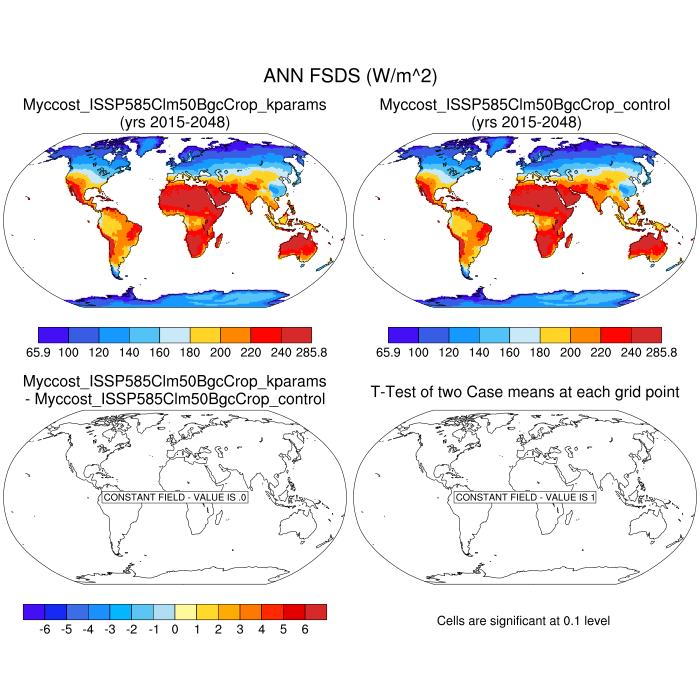 ANN FSDS (W/m^2)
Myccost_ISSP585Clm50BgcCrop_kparams
(yrs 2015-2048)
Myccost_ISSP585Clm50BgcCrop_control
(yrs 2015-2048)
65.9 100 120 140 160 180 200 220 240 285.8
65.9 100 120 140 160 180 200 220 240 285.8
Myccost_ISSP585Clm50BgcCrop_kparams
- Myccost_ISSP585Clm50BgcCrop_control
T-Test of two Case means at each grid point
CONSTANT FIELD - VALUE IS .0
CONSTANT FIELD - VALUE IS 1
-6 -5 -4 -3 -2 -1 0 1 2 3 4 5 6
Cells are significant at 0.1 level